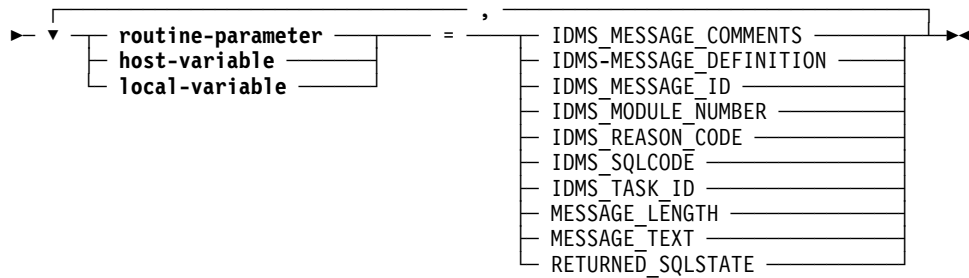 ,
routine-parameter = IDMS_MESSAGE_COMMENTS
host-variable IDMS-MESSAGE_DEFINITION
local-variable IDMS_MESSAGE_ID
IDMS_MODULE_NUMBER
IDMS_REASON_CODE
IDMS_SQLCODE
IDMS_TASK_ID
MESSAGE_LENGTH
MESSAGE_TEXT
RETURNED_SQLSTATE